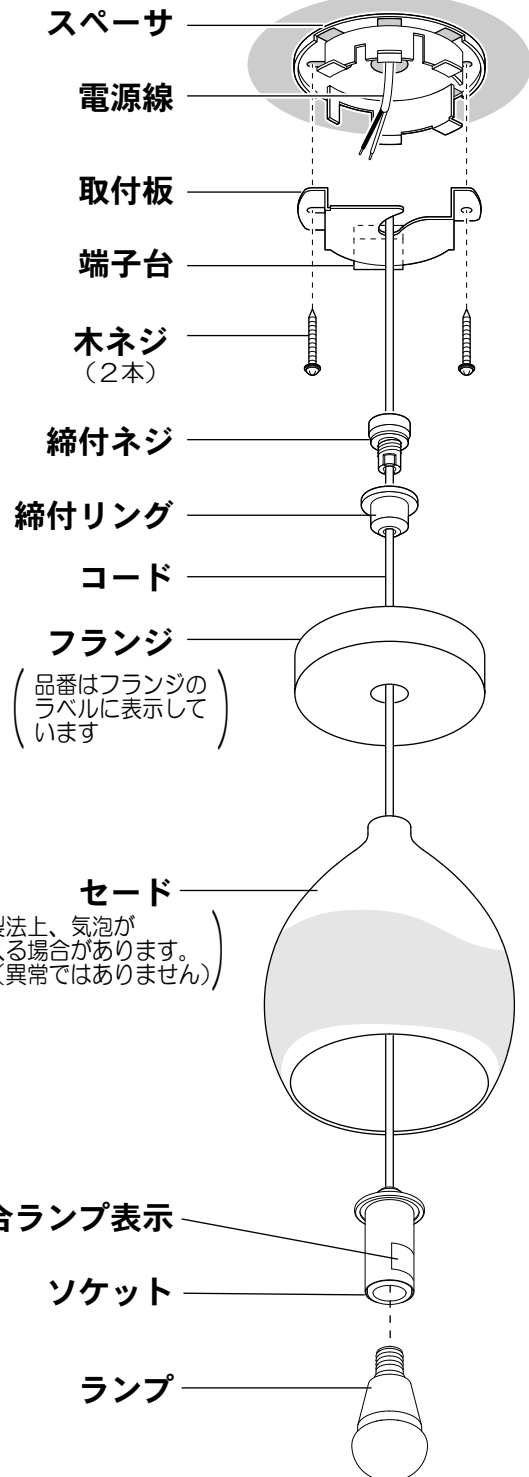 スペーサ
電源線
取付板
端子台
木ネジ
（２本）
締付ネジ
締付リング
コード
フランジ
品番はフランジの
ラベルに表示して
います
セード
製法上、気泡が
入る場合があります。
（異常ではありません）
合ランプ表示
ソケット
ランプ